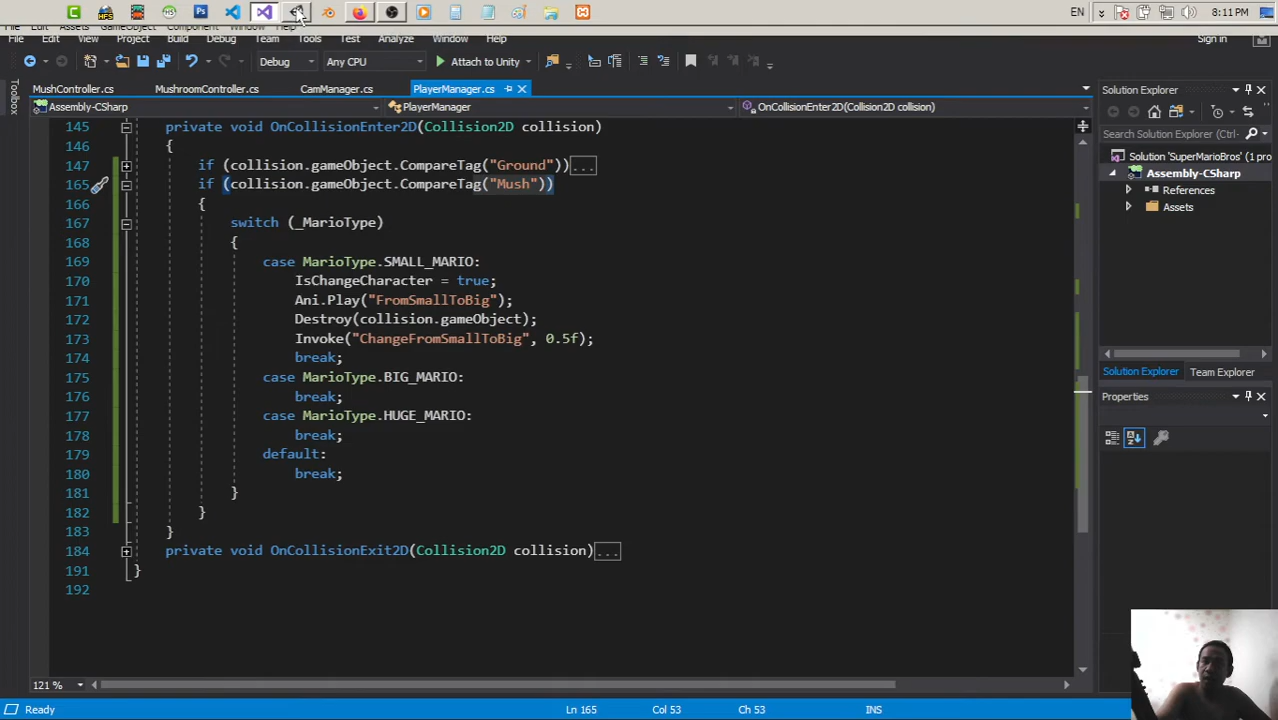 EN
8:11 PM
File Edit Assets GameObject Component Window Help
File Edit View Project Build Debug Team Tools Test Analyze Window Help
Sign in
Debug Any CPU Attach to Unity
Toolbox
MushController.cs MushroomController.cs CamManager.cs PlayerManager.cs
Assembly-CSharp PlayerManager OnCollisionEnter2D(Collision2D collision)
145 private void OnCollisionEnter2D(Collision2D collision)
146 {
147 if (collision.gameObject.CompareTag("Ground"))...
165 if (collision.gameObject.CompareTag("Mush"))
166 {
167 switch (_MarioType)
168 {
169 case MarioType.SMALL_MARIO:
170 IsChangeCharacter = true;
171 Ani.Play("FromSmallToBig");
172 Destroy(collision.gameObject);
173 Invoke("ChangeFromSmallToBig", 0.5f);
174 break;
175 case MarioType.BIG_MARIO:
176 break;
177 case MarioType.HUGE_MARIO:
178 break;
179 default:
180 break;
181 }
182 }
183 }
184 private void OnCollisionExit2D(Collision2D collision)...
191 }
192
121 %
Solution Explorer
Search Solution Explorer
Solution 'SuperMarioBros' (1 pro
Assembly-CSharp
References
Assets
Solution Explorer Team Explorer
Properties
Ready Ln 165 Col 53 Ch 53 INS